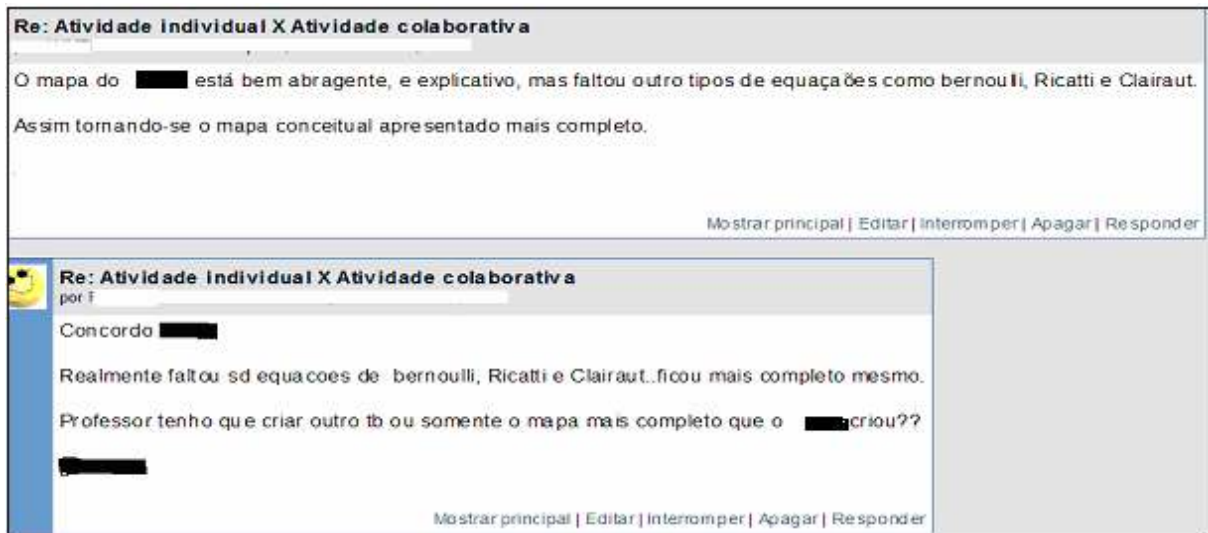 Re: Atividade individual X Atividade colaborativa
O mapa do está bem abragente, e explicativo, mas faltou outro tipos de equaçaões como bernoulli, Ricatti e Clairaut.
Assim tornando-se o mapa conceitual apresentado mais completo.
Mostrar principal | Editar | Interromper | Apagar | Responder
Re: Atividade individual X Atividade colaborativa
por
Concordo
Realmente faltou sd equacoes de bernoulli, Ricatti e Clairaut..ficou mais completo mesmo.
Professor tenho que criar outro tb ou somente o mapa mais completo que o criou??
Mostrar principal | Editar | Interromper | Apagar | Responder